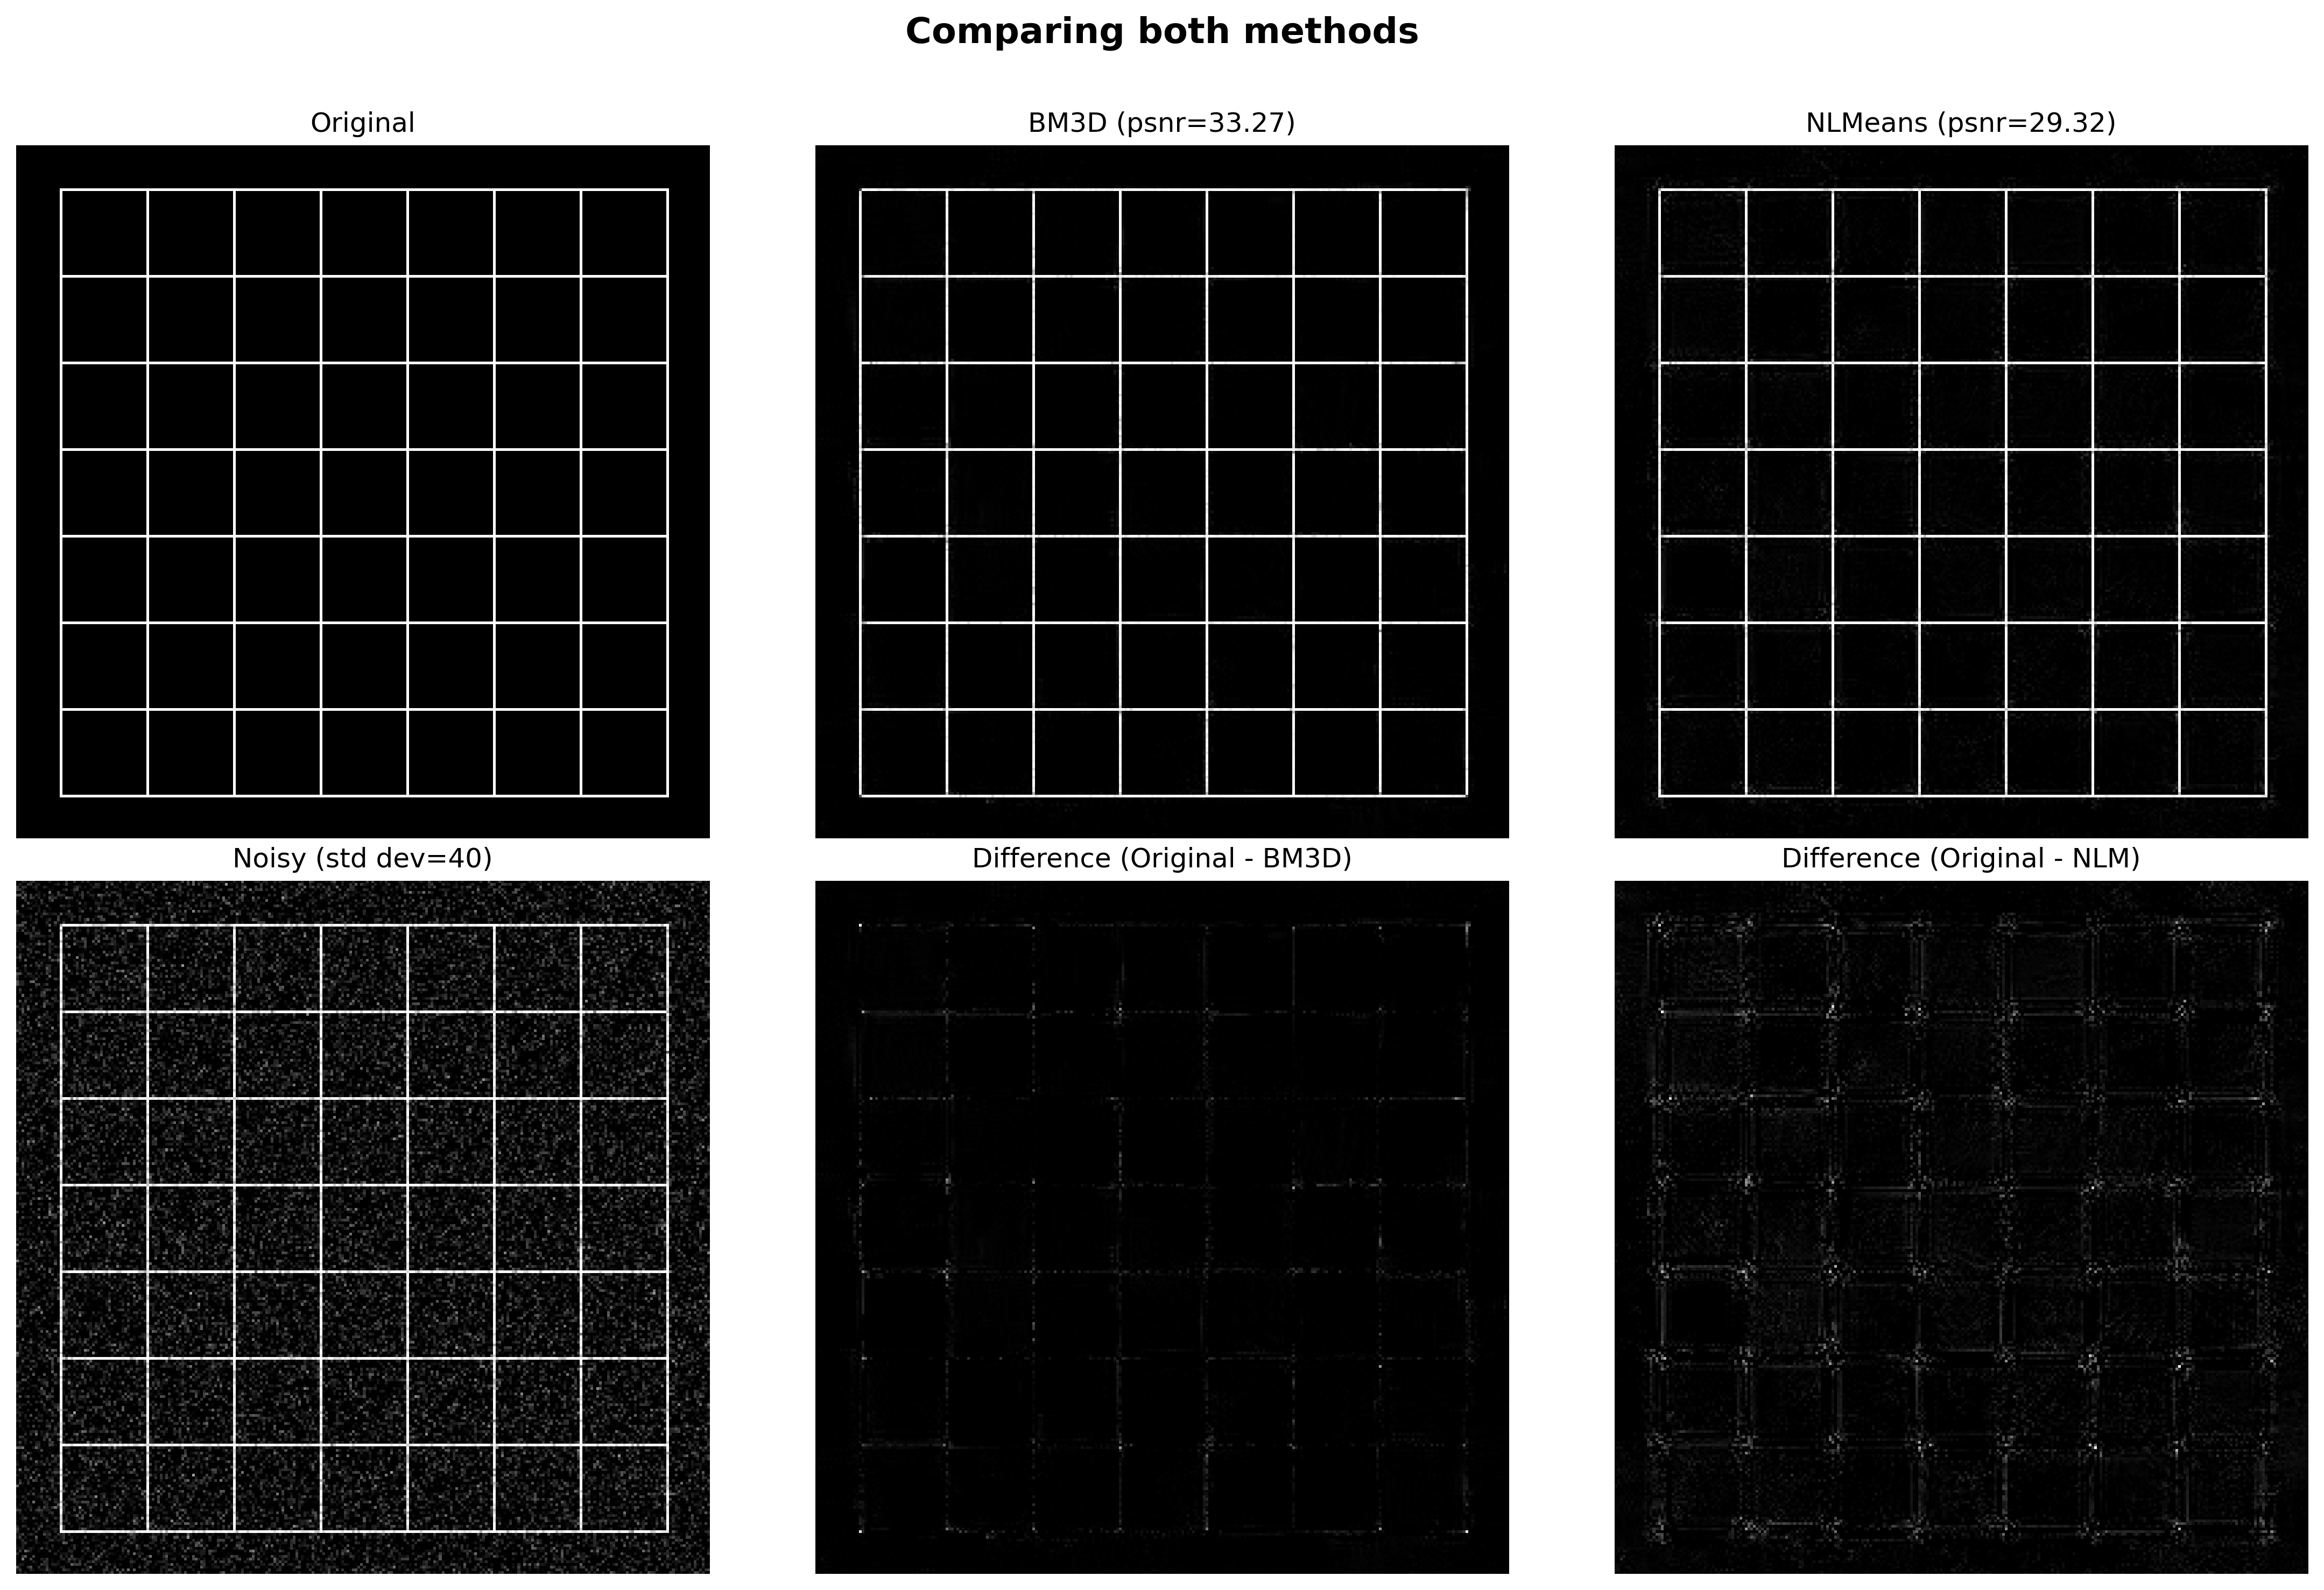 Comparing both methods
Original
BM3D (psnr=33.27)
NLMeans (psnr=29.32)
Noisy (std dev=40)
Difference (Original - BM3D)
Difference (Original - NLM)